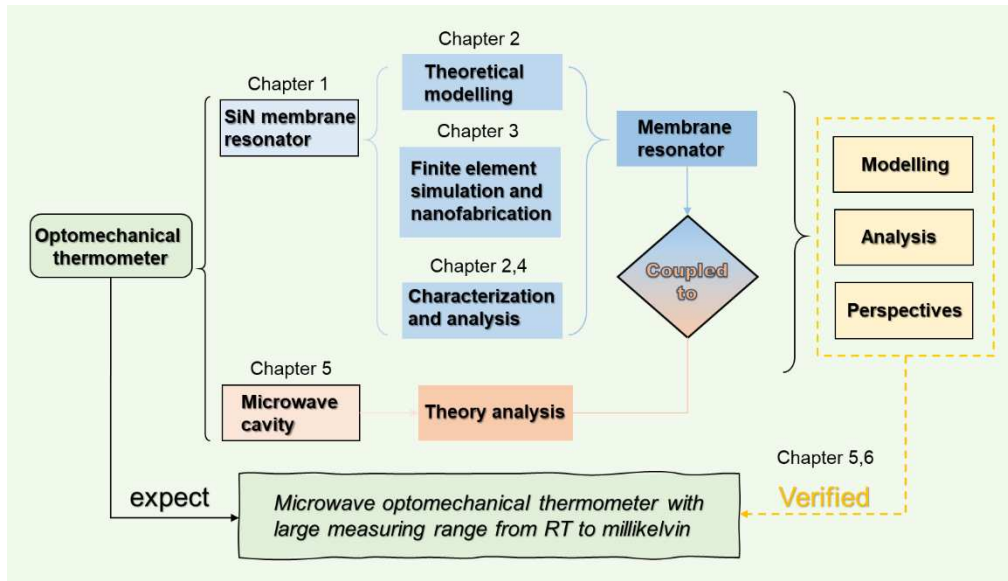 Chapter 2
Theoretical
modelling
Chapter 1
SiN membrane
resonator
Chapter 3
Finite element
simulation and
nanofabrication
Membrane
resonator
Modelling
Optomechanical
thermometer
Analysis
Coupled
to
Chapter 2,4
Characterization
and analysis
Perspectives
Chapter 5
Microwave
cavity
Theory analysis
Chapter 5,6
expect
Microwave optomechanical thermometer with
large measuring range from RT to millikelvin
Verified